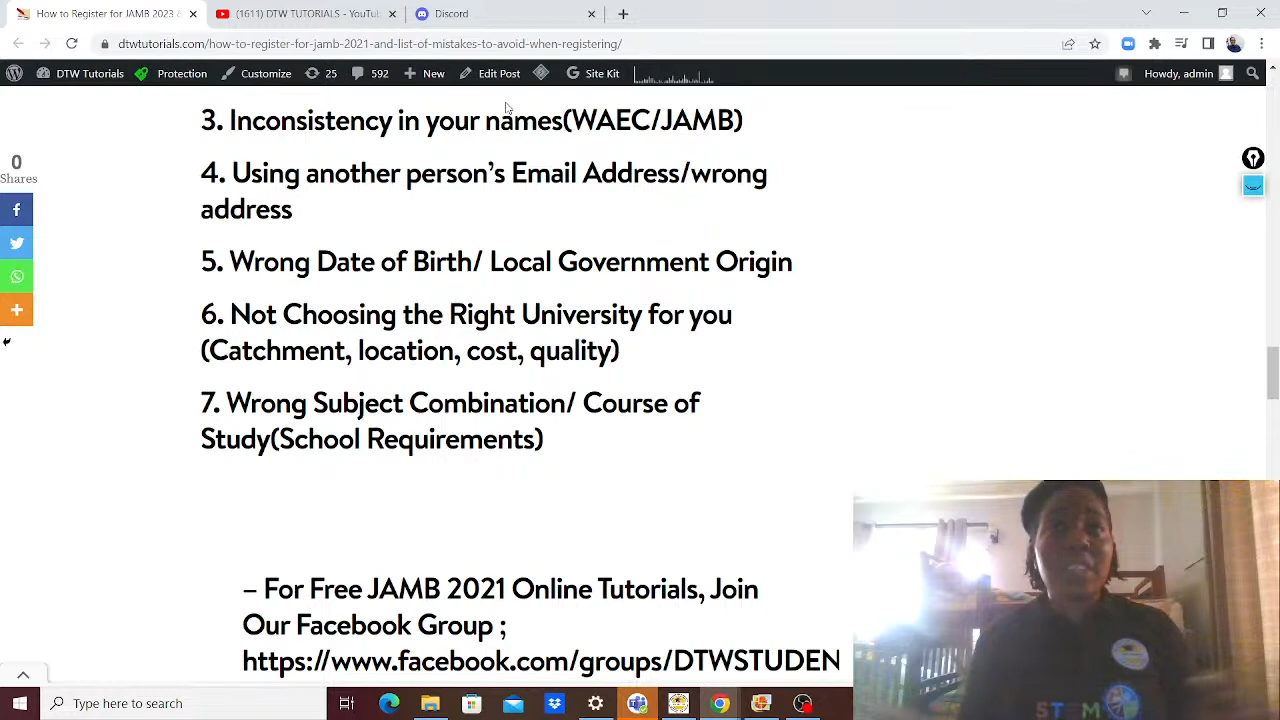 How to Register for JAMB 2023 &
(1611) DTW TUTORIALS - YouTu
Discord
dtwtutorials.com/how-to-register-for-jamb-2021-and-list-of-mistakes-to-avoid-when-registering/
DTW Tutorials
Protection
Customize
25
592
New
Edit Post
Site Kit
Howdy, admin
3. Inconsistency in your names(WAEC/JAMB)
0
Shares
4. Using another person’s Email Address/wrong
address
5. Wrong Date of Birth/ Local Government Origin
6. Not Choosing the Right University for you
(Catchment, location, cost, quality)
7. Wrong Subject Combination/ Course of
Study(School Requirements)
– For Free JAMB 2021 Online Tutorials, Join
Our Facebook Group ;
https://www.facebook.com/groups/DTWSTUDEN
STEM
Type here to search